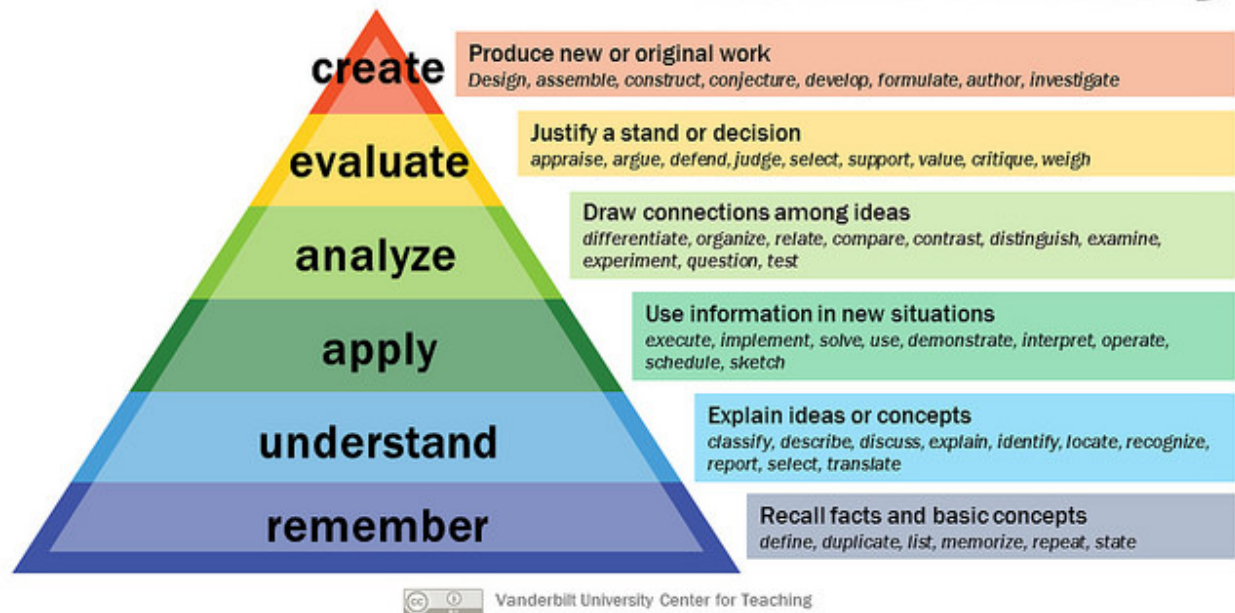 create
Produce new or original work
Design, assemble, construct, conjecture, develop, formulate, author, investigate
evaluate
Justify a stand or decision
appraise, argue, defend, judge, select, support, value, critique, weigh
analyze
Draw connections among ideas
differentiate, organize, relate, compare, contrast, distinguish, examine,
experiment, question, test
apply
Use information in new situations
execute, implement, solve, use, demonstrate, interpret, operate,
schedule, sketch
understand
Explain ideas or concepts
classify, describe, discuss, explain, identify, locate, recognize,
report, select, translate
remember
Recall facts and basic concepts
define, duplicate, list, memorize, repeat, state
cc
Vanderbilt University Center for Teaching